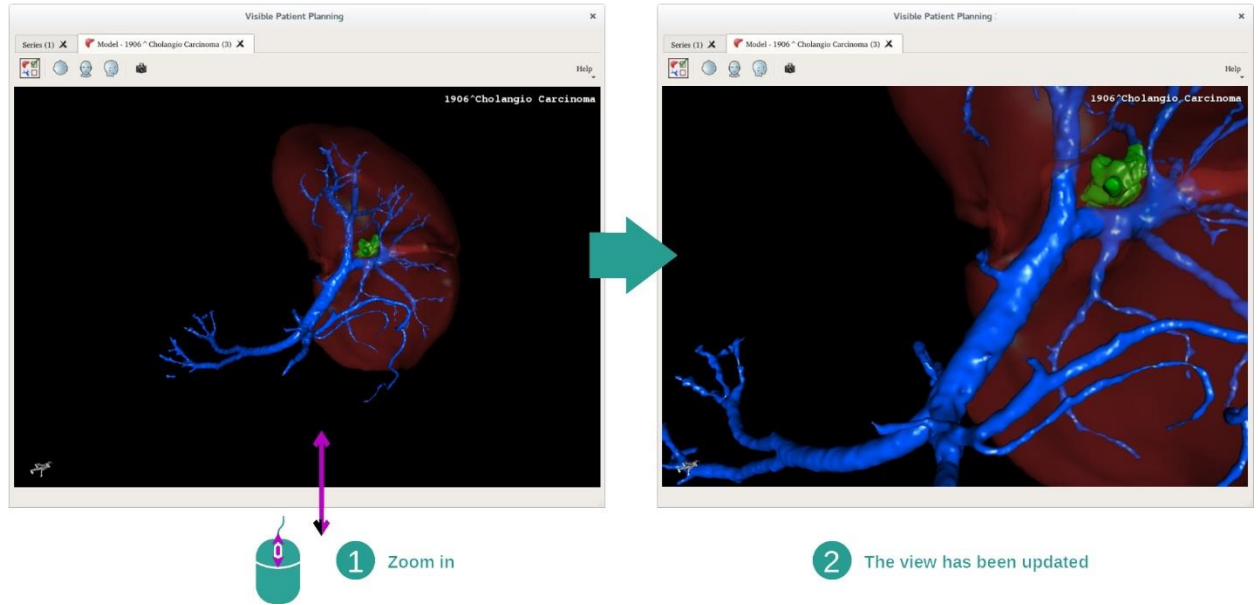 Visible Patient Planning
Series (1) Model - 1906 ^ Cholangio Carcinoma (3)
Help
1906^Cholangio Carcinoma
Visible Patient Planning
Series (1) Model - 1906 ^ Cholangio Carcinoma (3)
Help
1906^Cholangio Carcinoma
1 Zoom in
2 The view has been updated